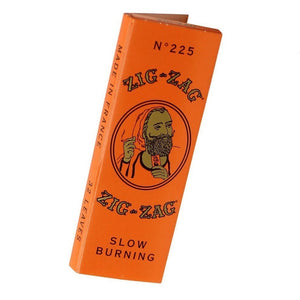 N°225
ZIG-ZAG
ZIG-ZAG
SLOW
BURNING
MADE IN FRANCE 32 LEAVES